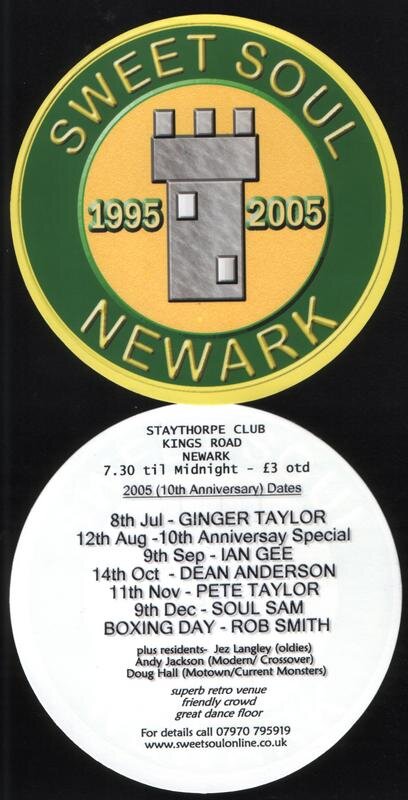 SWEET SOUL
1995 2005
NEWARK
STAYTHORPE CLUB
KINGS ROAD
NEWARK
7.30 til Midnight - £3 otd
2005 (10th Anniversary) Dates
8th Jul - GINGER TAYLOR
12th Aug -10th Anniversay Special
9th Sep - IAN GEE
14th Oct - DEAN ANDERSON
11th Nov - PETE TAYLOR
9th Dec - SOUL SAM
BOXING DAY - ROB SMITH
plus residents- Jez Langley (oldies)
Andy Jackson (Modern/ Crossover)
Doug Hall (Motown/Current Monsters)
superb retro venue
friendly crowd
great dance floor
For details call 07970 795919
www.sweetsoulonline.co.uk